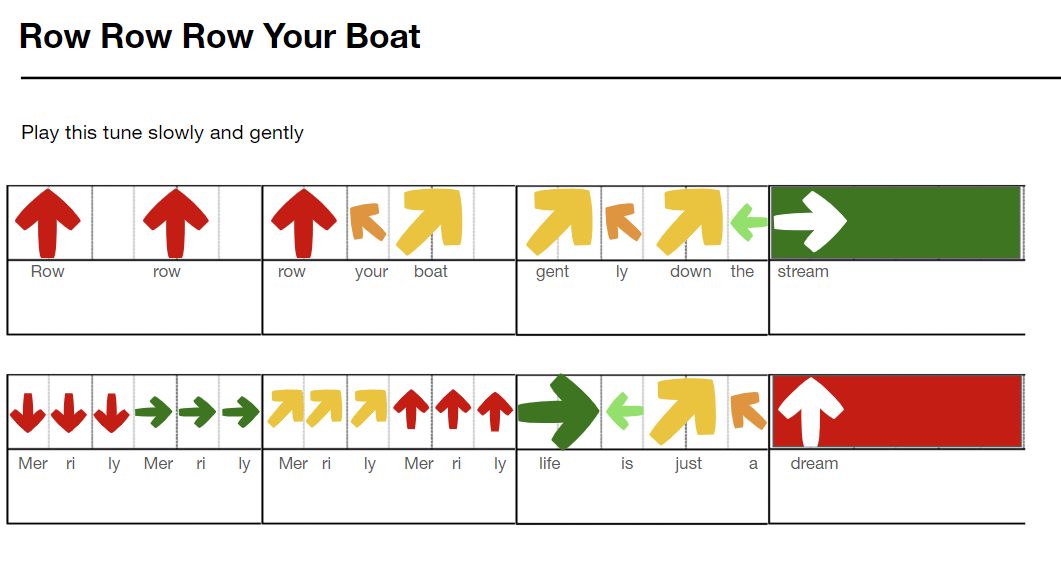 Row Row Row Your Boat
Play this tune slowly and gently
Row row row your boat gent ly down the stream
Mer ri ly Mer ri ly Mer ri ly Mer ri ly life is just a dream